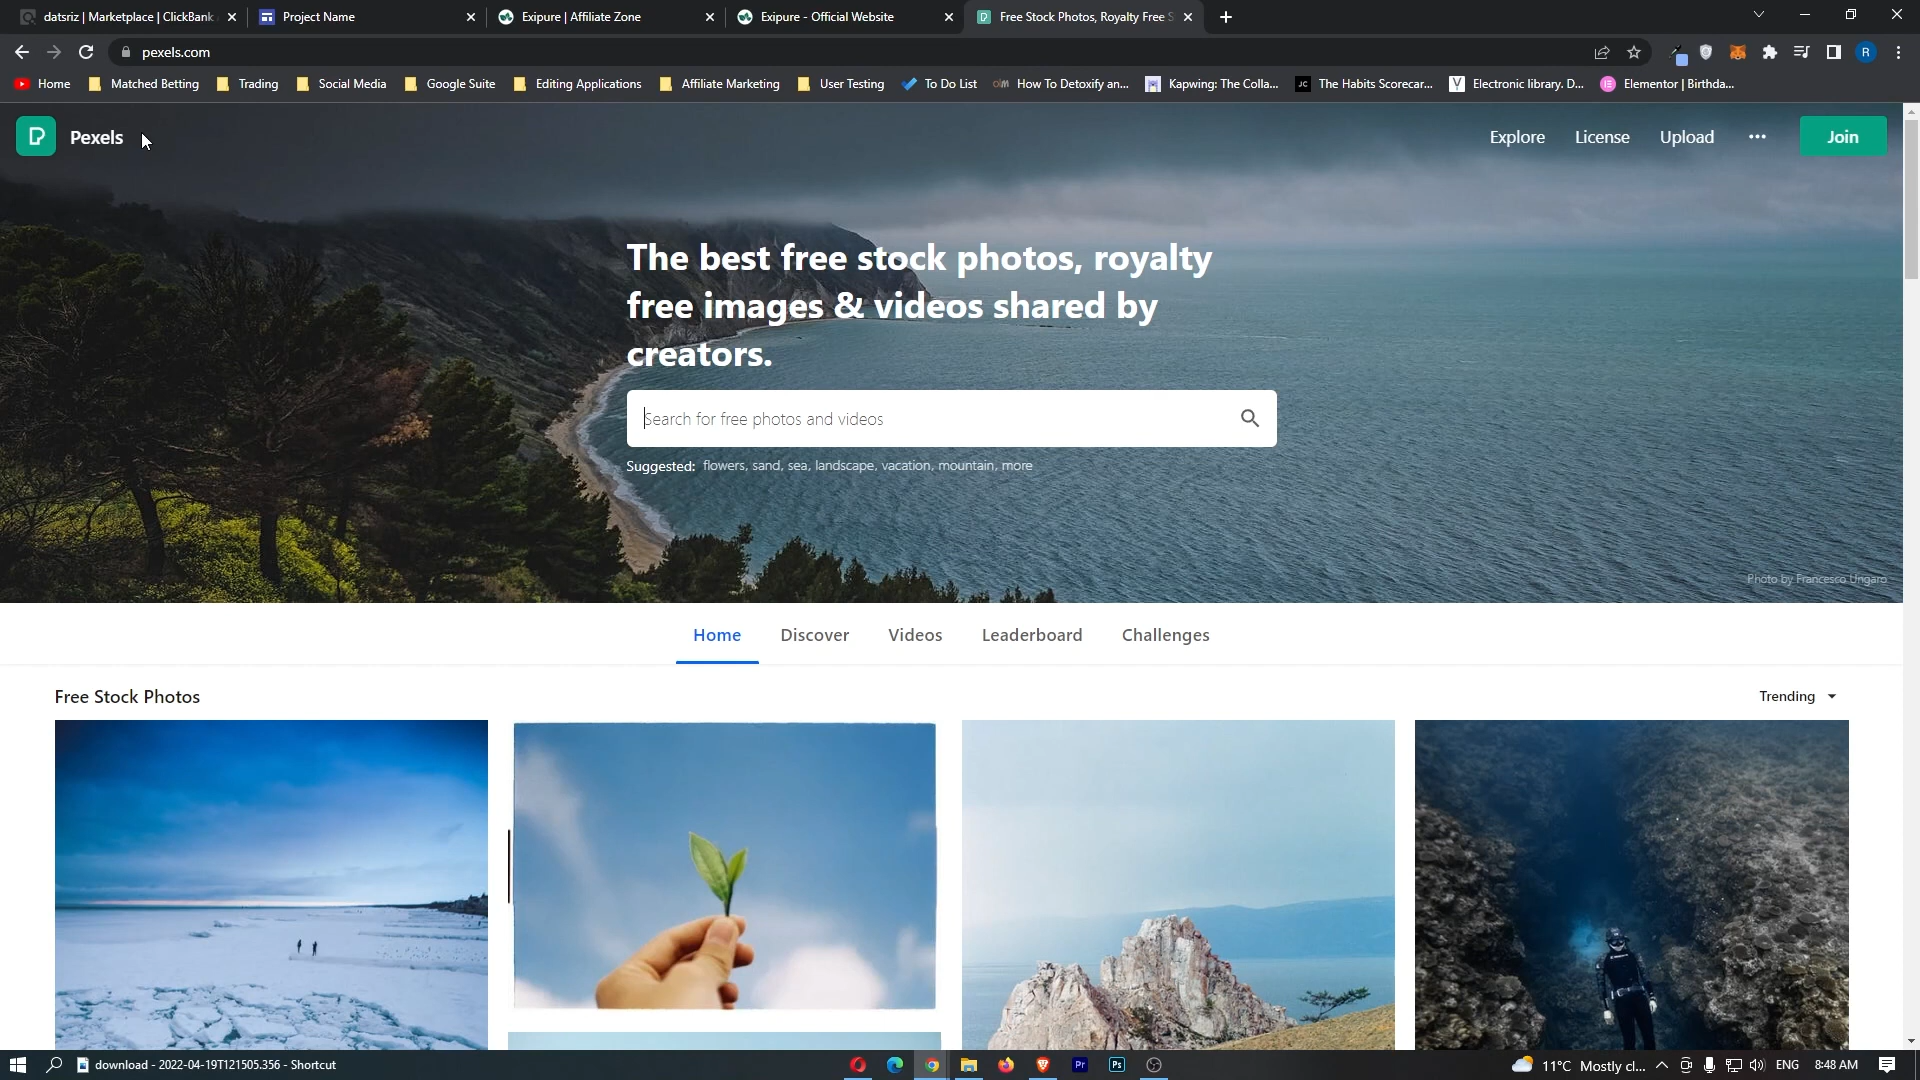 datsriz | Marketplace | ClickBank
Project Name
Exipure | Affiliate Zone
Exipure - Official Website
Free Stock Photos, Royalty Free S
pexels.com
R
Home
Matched Betting
Trading
Social Media
Google Suite
Editing Applications
Affiliate Marketing
User Testing
To Do List
How To Detoxify an...
Kapwing: The Colla...
JC
The Habits Scorecar...
Electronic library. D...
Elementor | Birthda...
Pexels
Explore
License
Upload
•••
Join
The best free stock photos, royalty
free images & videos shared by
creators.
Search for free photos and videos
Suggested: flowers, sand, sea, landscape, vacation, mountain, more
Photo by Francesco Ungaro
Home
Discover
Videos
Leaderboard
Challenges
Free Stock Photos
Trending
download - 2022-04-19T121505.356 - Shortcut
Pr
Ps
11°C Mostly cl...
ENG
8:48 AM